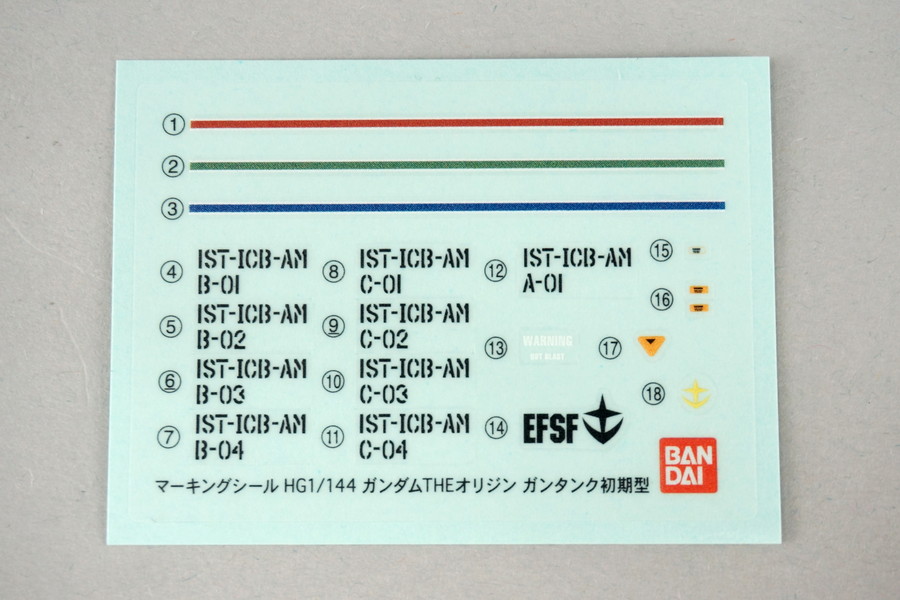 ①
②
③
④ IST-ICB-AM
B-01
⑤ IST-ICB-AM
B-02
⑥ IST-ICB-AM
B-03
⑦ IST-ICB-AM
B-04
⑧ IST-ICB-AM
C-01
⑨ IST-ICB-AM
C-02
⑩ IST-ICB-AM
C-03
⑪ IST-ICB-AM
C-04
⑫ IST-ICB-AM
A-01
⑬ WARNING
⑭ EFSF
⑮
⑯
⑰
⑱
BAN
DAI
マーキングシール HG1/144 ガンダムTHEオリジン ガンタンク初期型